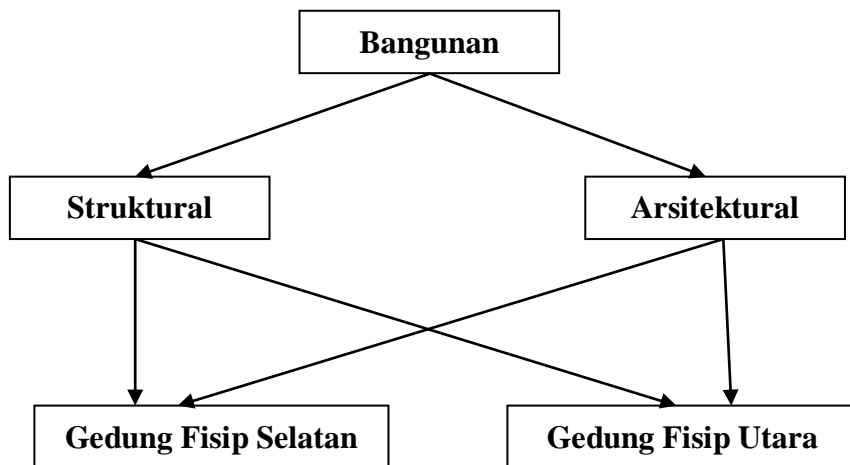 Bangunan
Struktural
Arsitektural
Gedung Fisip Selatan
Gedung Fisip Utara